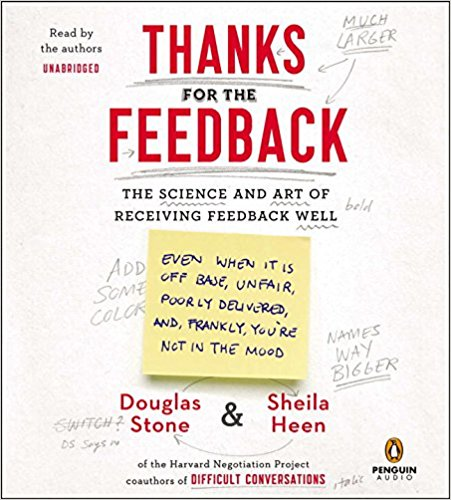 Read by
the authors
UNABRIDGED
THANKS
FOR THE
FEEDBACK
MUCH
LARGER
THE SCIENCE AND ART OF
RECEIVING FEEDBACK WELL
bold
ADD
SOME
COLOR
EVEN WHEN IT IS
OFF BASE, UNFAIR,
POORLY DELIVERED,
AND, FRANKLY, YOU'RE
NOT IN THE MOOD
NAMES
WAY
BIGGER
Douglas
Stone
&
Sheila
Heen
SWITCH?
DS says no
of the Harvard Negotiation Project
coauthors of DIFFICULT CONVERSATIONS
italic
PENGUIN
AUDIO